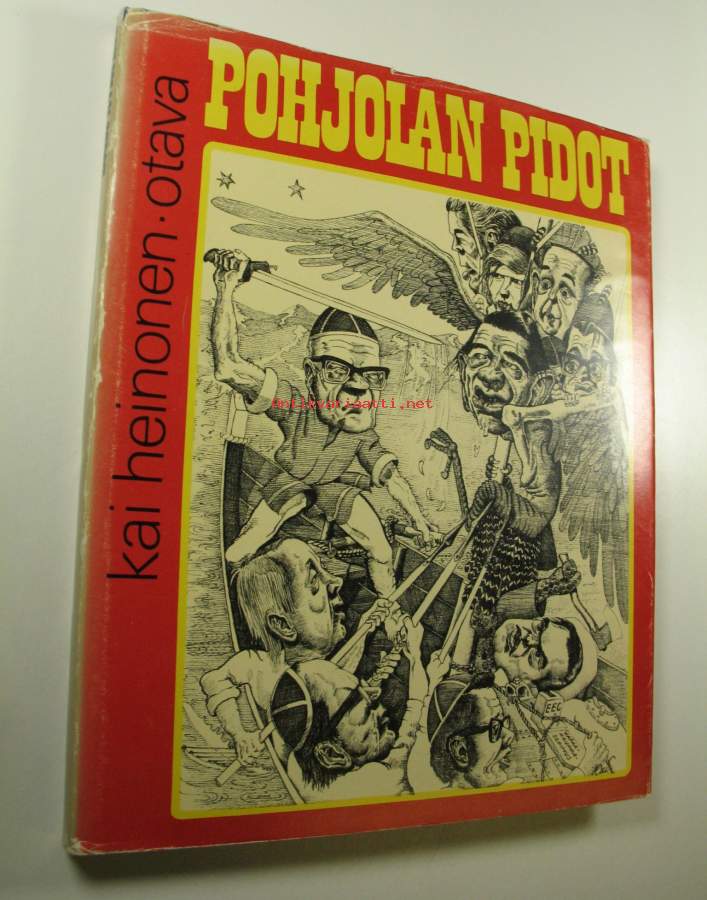 POHJOLAN PIDOT
kai heinonen · otava
Antikvariaatti.net
EEC